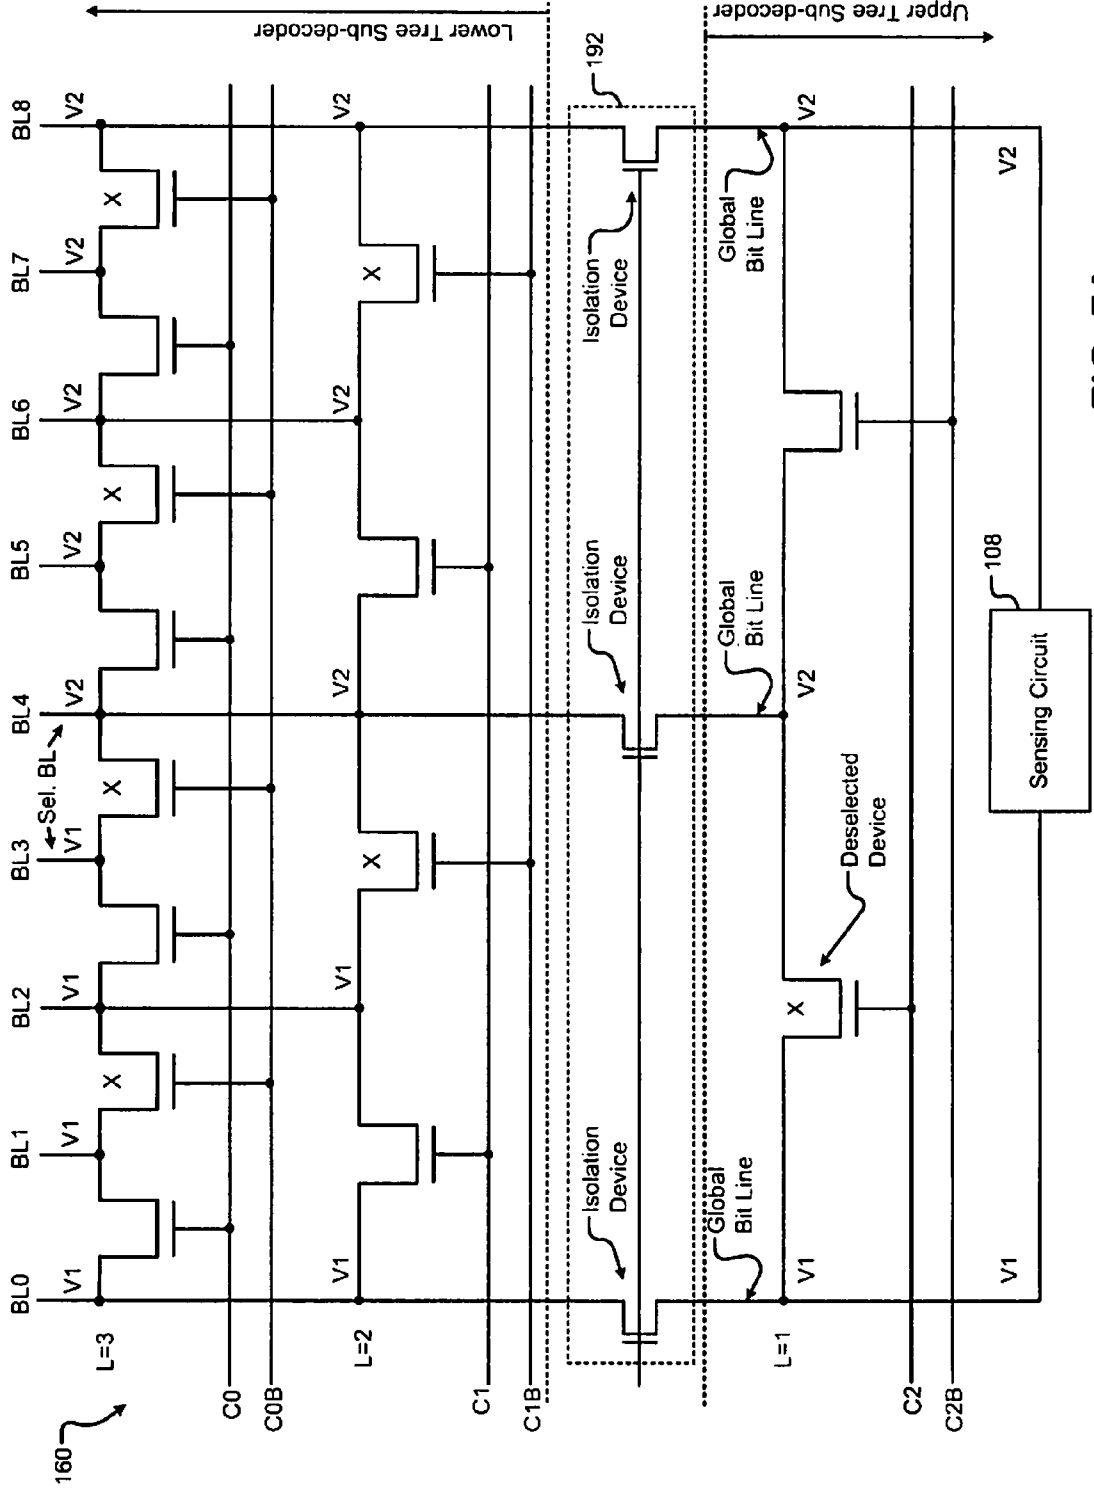 160
BL0
BL1
BL2
BL3
BL4
BL5
BL6
BL7
BL8
Sel. BL
V1
V1
V1
V1
V2
V2
V2
V2
V2
L=3
X
X
X
X
C0
C0B
L=2
V1
V1
V2
V2
V2
X
X
C1
C1B
Lower Tree Sub-decoder
192
Isolation
Device
Isolation
Device
Isolation
Device
Upper Tree Sub-decoder
Global
Bit Line
Global
Bit Line
Global
Bit Line
L=1
V1
V2
V2
X
Deselected
Device
C2
C2B
V1
V2
108
Sensing Circuit